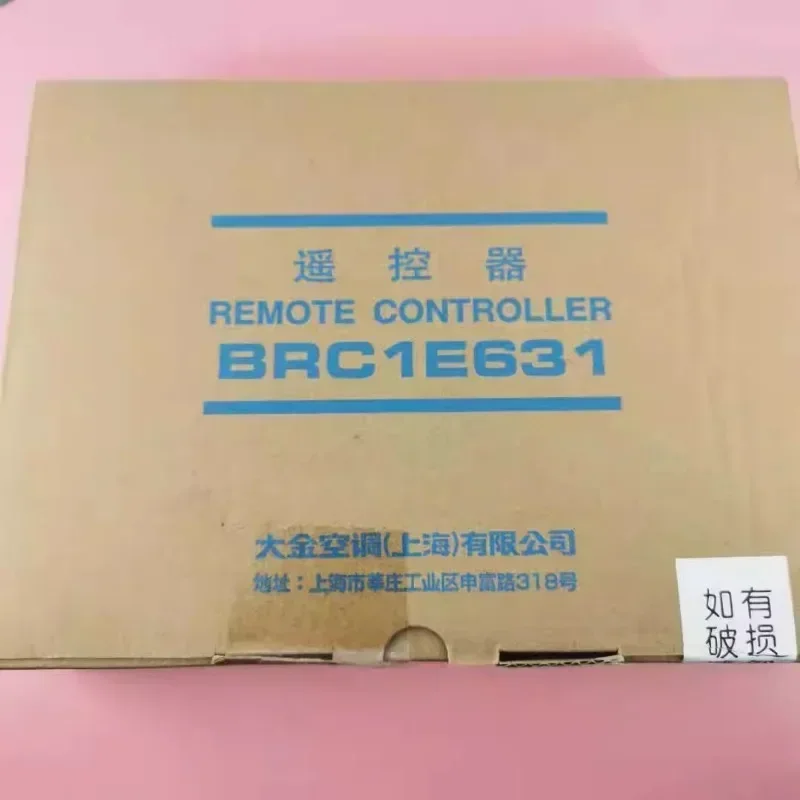 遥控器
REMOTE CONTROLLER
BRC1E631
大金空调(上海)有限公司
地址：上海市莘庄工业区申富路318号
如有
破损